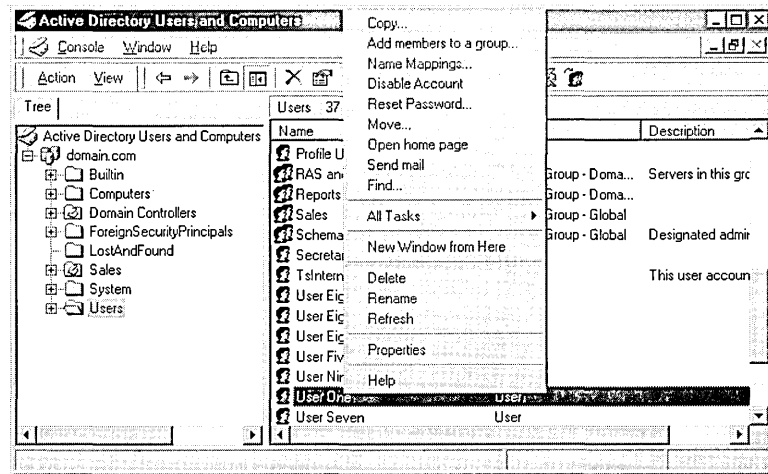 Active Directory Users and Computers
Console Window Help
Action View
Tree
Users 37
Name
Description
Active Directory Users and Computers
domain.com
Builtin
Computers
Domain Controllers
ForeignSecurityPrincipals
LostAndFound
Sales
System
Users
Profile U
RAS an Group - Doma... Servers in this grc
Reports Group - Doma...
Sales Group - Global
Schema Group - Global Designated admir
Secretar
TsIntern This user accoun
User Eig
User Eig
User Eig
User Fiv
User Nin
User One User
User Seven User
Copy...
Add members to a group...
Name Mappings...
Disable Account
Reset Password...
Move...
Open home page
Send mail
Find...
All Tasks
New Window from Here
Delete
Rename
Refresh
Properties
Help